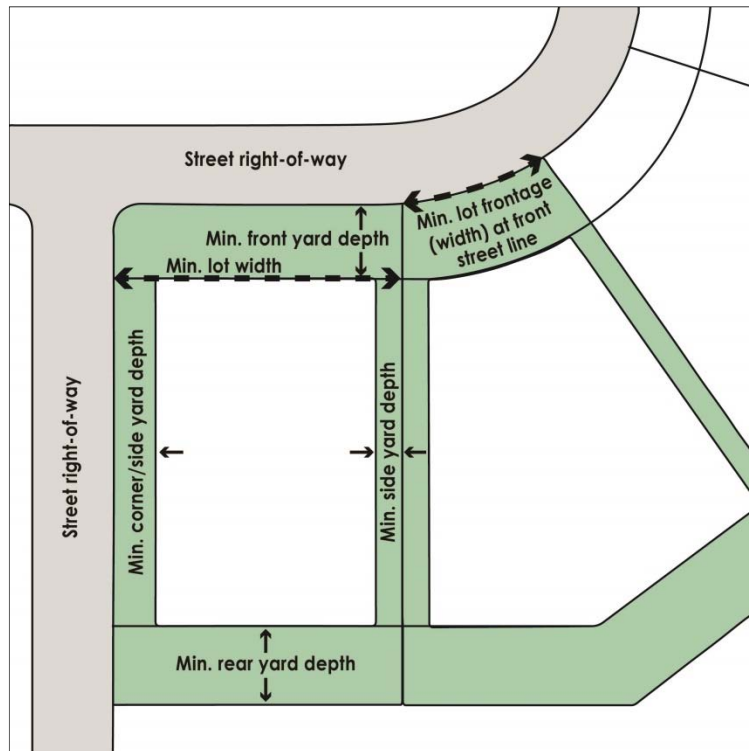 Street right-of-way
Min. lot frontage
(width) at front
street line
Min. front yard depth
Min. lot width
Street right-of-way
Min. corner/side yard depth
Min. side yard depth
Min. rear yard depth